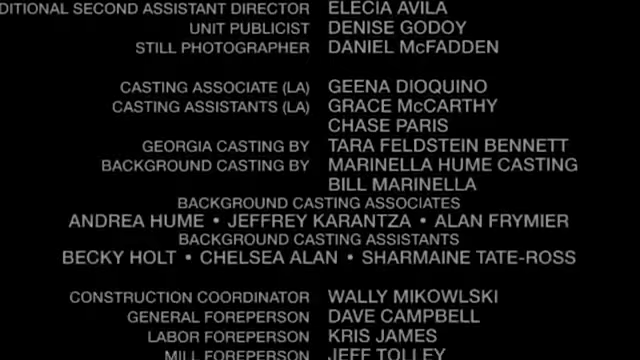 DITIONAL SECOND ASSISTANT DIRECTOR ELECIA AVILA
UNIT PUBLICIST DENISE GODOY
STILL PHOTOGRAPHER DANIEL McFADDEN
CASTING ASSOCIATE (LA) GEENA DIOQUINO
CASTING ASSISTANTS (LA) GRACE McCARTHY
CHASE PARIS
GEORGIA CASTING BY TARA FELDSTEIN BENNETT
BACKGROUND CASTING BY MARINELLA HUME CASTING
BILL MARINELLA
BACKGROUND CASTING ASSOCIATES
ANDREA HUME • JEFFREY KARANTZA • ALAN FRYMIER
BACKGROUND CASTING ASSISTANTS
BECKY HOLT • CHELSEA ALAN • SHARMAINE TATE-ROSS
CONSTRUCTION COORDINATOR WALLY MIKOWLSKI
GENERAL FOREPERSON DAVE CAMPBELL
LABOR FOREPERSON KRIS JAMES
MILL FOREPERSON JEFF TOLLEY